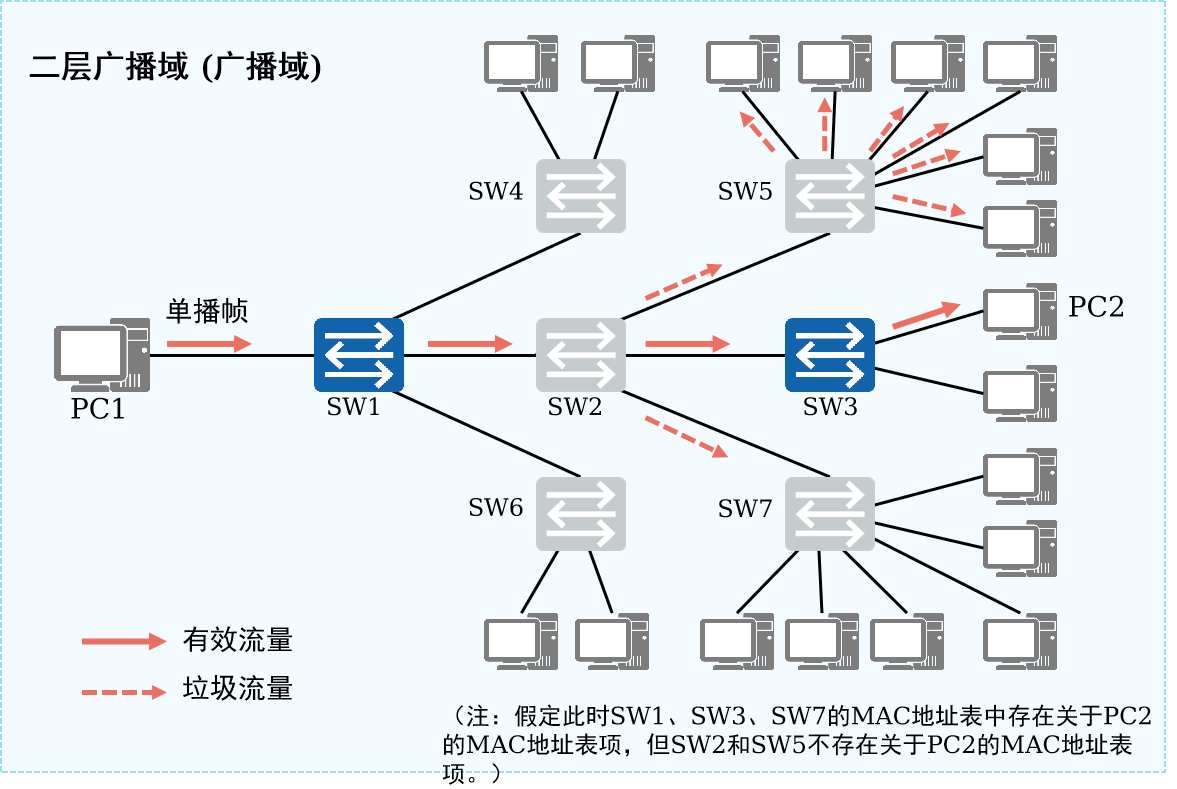 二层广播域 (广播域)
SW4
SW5
单播帧
PC2
PC1
SW1
SW2
SW3
SW6
SW7
有效流量
垃圾流量
（注：假定此时SW1、SW3、SW7的MAC地址表中存在关于PC2
的MAC地址表项，但SW2和SW5不存在关于PC2的MAC地址表
项。）